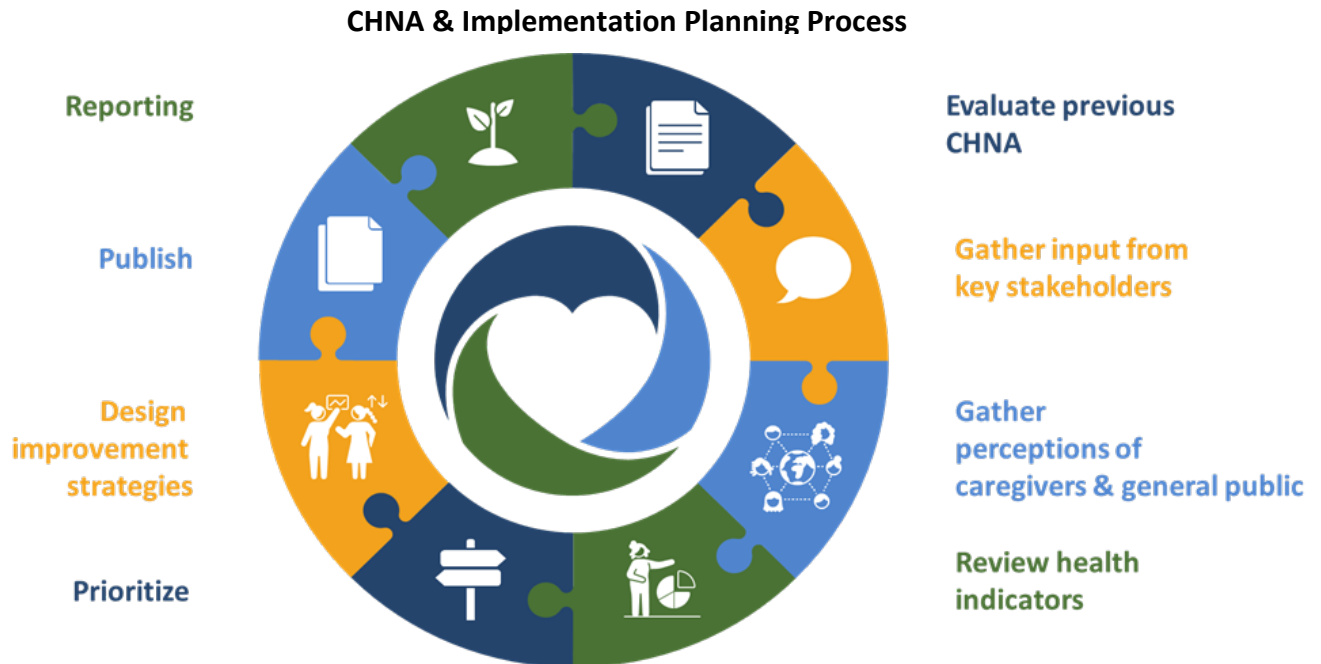 CHNA & Implementation Planning Process
Reporting
Evaluate previous
CHNA
Publish
Gather input from
key stakeholders
Design
improvement
strategies
Gather
perceptions of
caregivers & general public
Prioritize
Review health
indicators